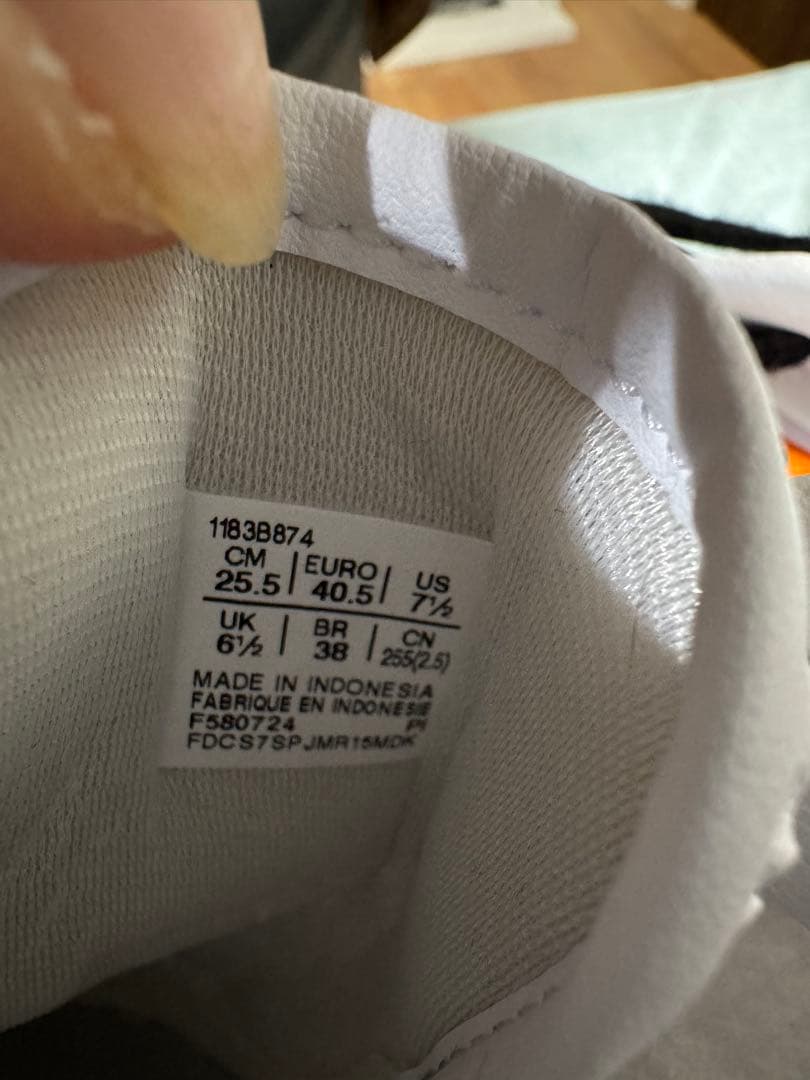 1183B874
CM | EURO | US
25.5 | 40.5 | 7½
UK | BR | CN
6½ | 38 | 255(2.5)
MADE IN INDONESIA
FABRIQUE EN INDONESIE
F580724 PI
FDCS7SPJMR15MDK